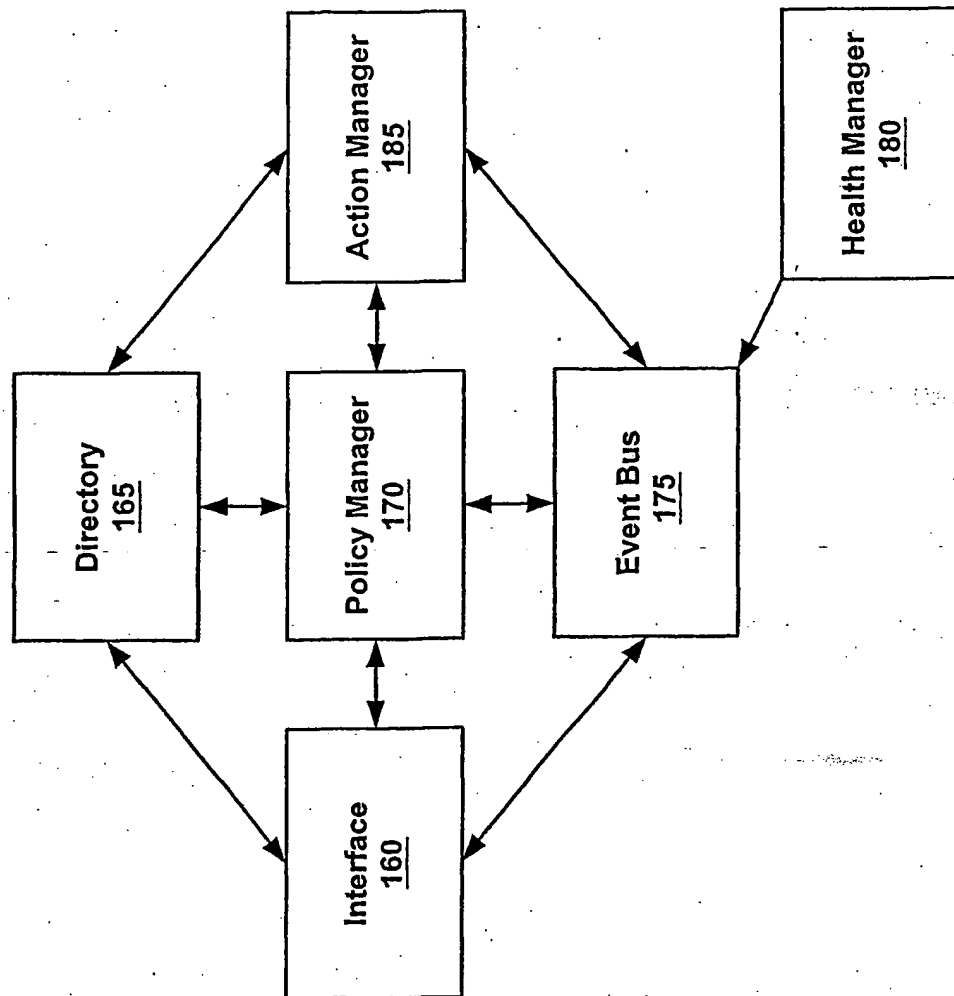 Directory
165
Interface
160
Policy Manager
170
Action Manager
185
Event Bus
175
Health Manager
180